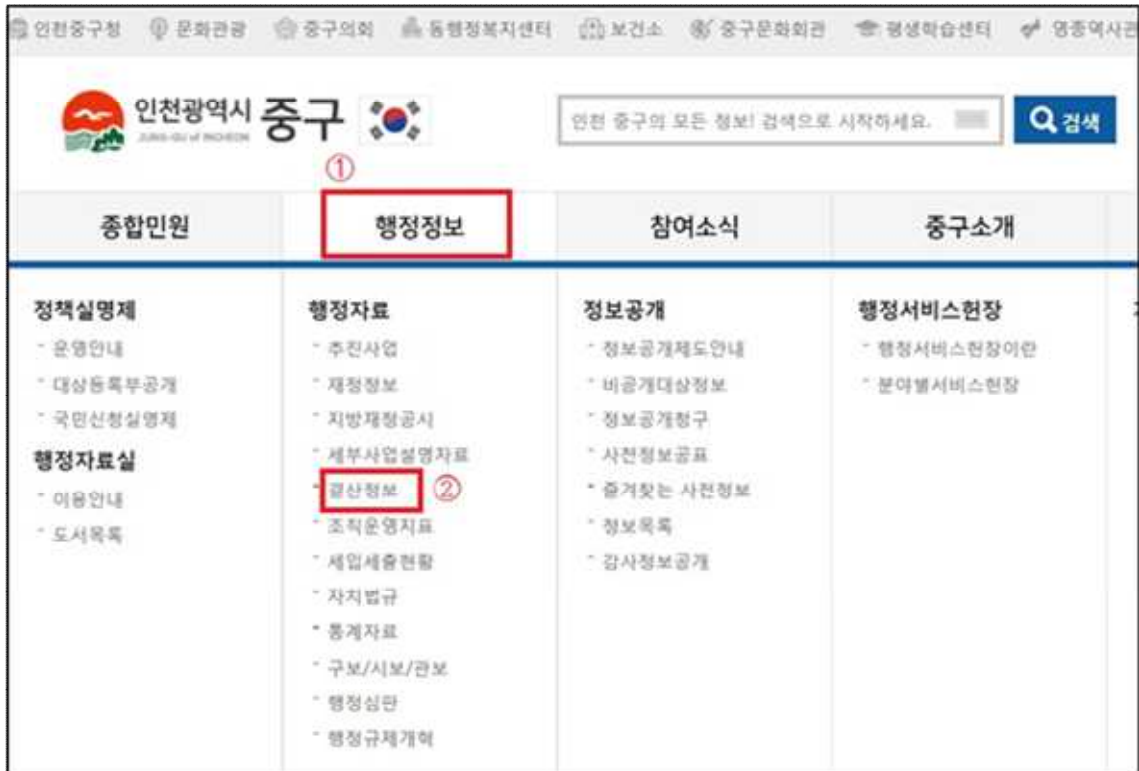 인천중구청 문화관광 중구의회 동행정복지센터 보건소 중구문화회관 평생학습센터 영종역사관
인천광역시 중구
JUNG-GU of INCHEON
인천 중구의 모든 정보! 검색으로 시작하세요. 검색
①
종합민원 행정정보 참여소식 중구소개
정책실명제
- 운영안내
- 대상등록부공개
- 국민신청실명제
행정자료실
- 이용안내
- 도서목록
행정자료
- 추진사업
- 재정정보
- 지방재정공시
- 세부사업설명자료
- 결산정보 ②
- 조직운영지표
- 세입세출현황
- 자치법규
- 통계자료
- 구보/시보/관보
- 행정심판
- 행정규제개혁
정보공개
- 정보공개제도안내
- 비공개대상정보
- 정보공개청구
- 사전정보공표
- 즐겨찾는 사전정보
- 정보목록
- 감사정보공개
행정서비스헌장
- 행정서비스헌장이란
- 분야별서비스헌장